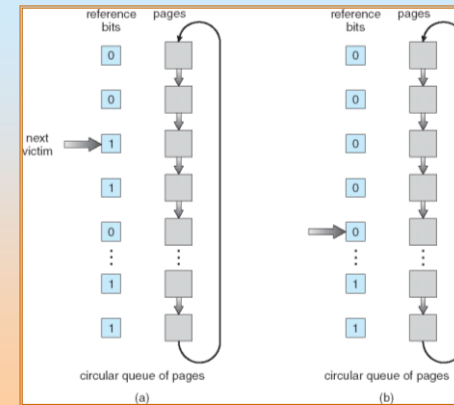 reference pages
bits
0
0
next
victim
1
1
0
1
1
circular queue of pages
(a)
reference pages
bits
0
0
0
0
0
1
1
circular queue of pages
(b)